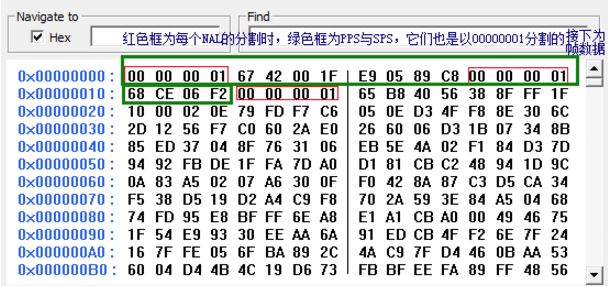 Navigate to
Find
Hex
红色框为每个NAL的分割时，绿色框为PPS与SPS，它们也是以00000001分割的接下为帧数据
0x00000000: 00 00 00 01 67 42 00 1F E9 05 89 C8 00 00 00 01
0x00000010: 68 CE 06 F2 00 00 00 01 65 B8 40 56 38 8F FF 1F
0x00000020: 10 00 02 0E 79 FD F7 C6 05 0E D3 4F F8 8E 30 6C
0x00000030: 2D 12 56 F7 C0 60 2A E0 26 60 06 D3 1B 07 34 8B
0x00000040: 85 ED 37 04 8F 76 31 06 EB 5E 4A 02 F1 84 D3 7D
0x00000050: 94 92 FB DE 1F FA 7D A0 D1 81 CB C2 48 94 1D 9C
0x00000060: 0A 83 A5 02 07 A6 30 0F F0 42 8A 87 C3 D5 CA 34
0x00000070: F5 38 D5 19 D2 A4 C9 F8 70 2A 59 3E 84 A5 04 68
0x00000080: 74 FD 95 E8 BF FF 6E A8 E1 A1 CB A0 00 49 46 75
0x00000090: 1F 54 E9 93 30 EE AA 6A 91 ED CB 4F F2 6E 7F 24
0x000000A0: 16 7F FE 05 6F BA 89 2C 4A C9 7F D4 46 0B AA 53
0x000000B0: 60 04 D4 4B 4C 19 D6 73 FB BF EE FA 89 FF 48 56